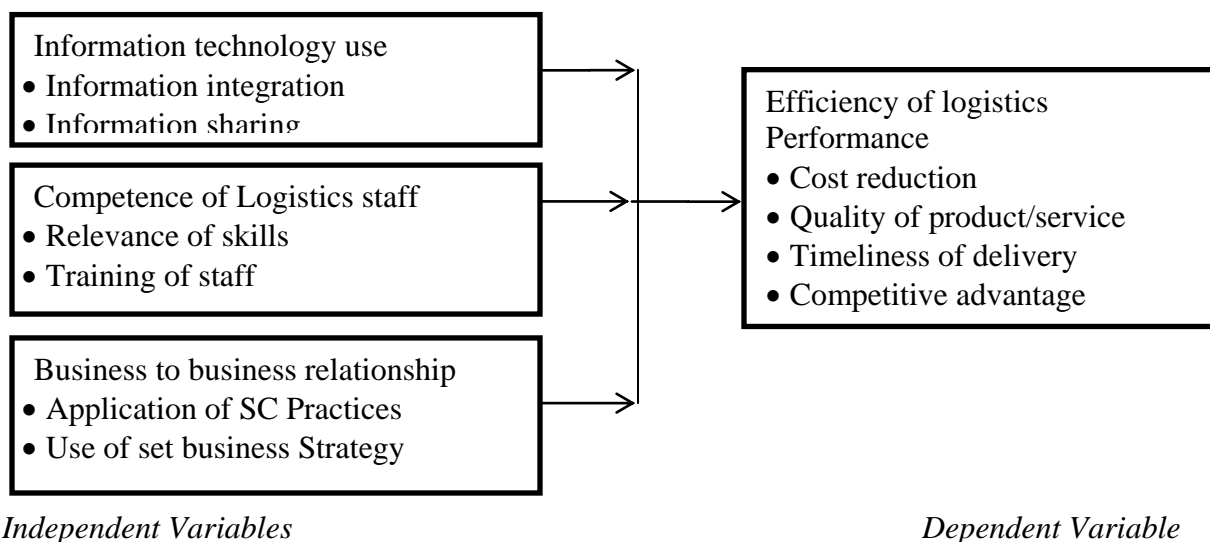 Information technology use
• Information integration
• Information sharing
Competence of Logistics staff
• Relevance of skills
• Training of staff
Business to business relationship
• Application of SC Practices
• Use of set business Strategy
Efficiency of logistics
Performance
• Cost reduction
• Quality of product/service
• Timeliness of delivery
• Competitive advantage
Independent Variables
Dependent Variable